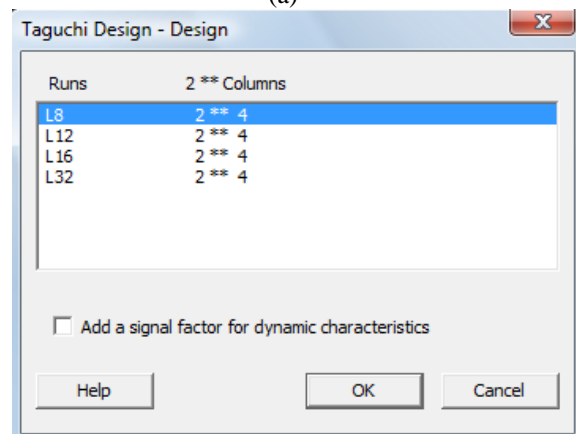 (a)
Taguchi Design - Design
Runs 2 ** Columns
L8 2 ** 4
L12 2 ** 4
L16 2 ** 4
L32 2 ** 4
Add a signal factor for dynamic characteristics
Help OK Cancel